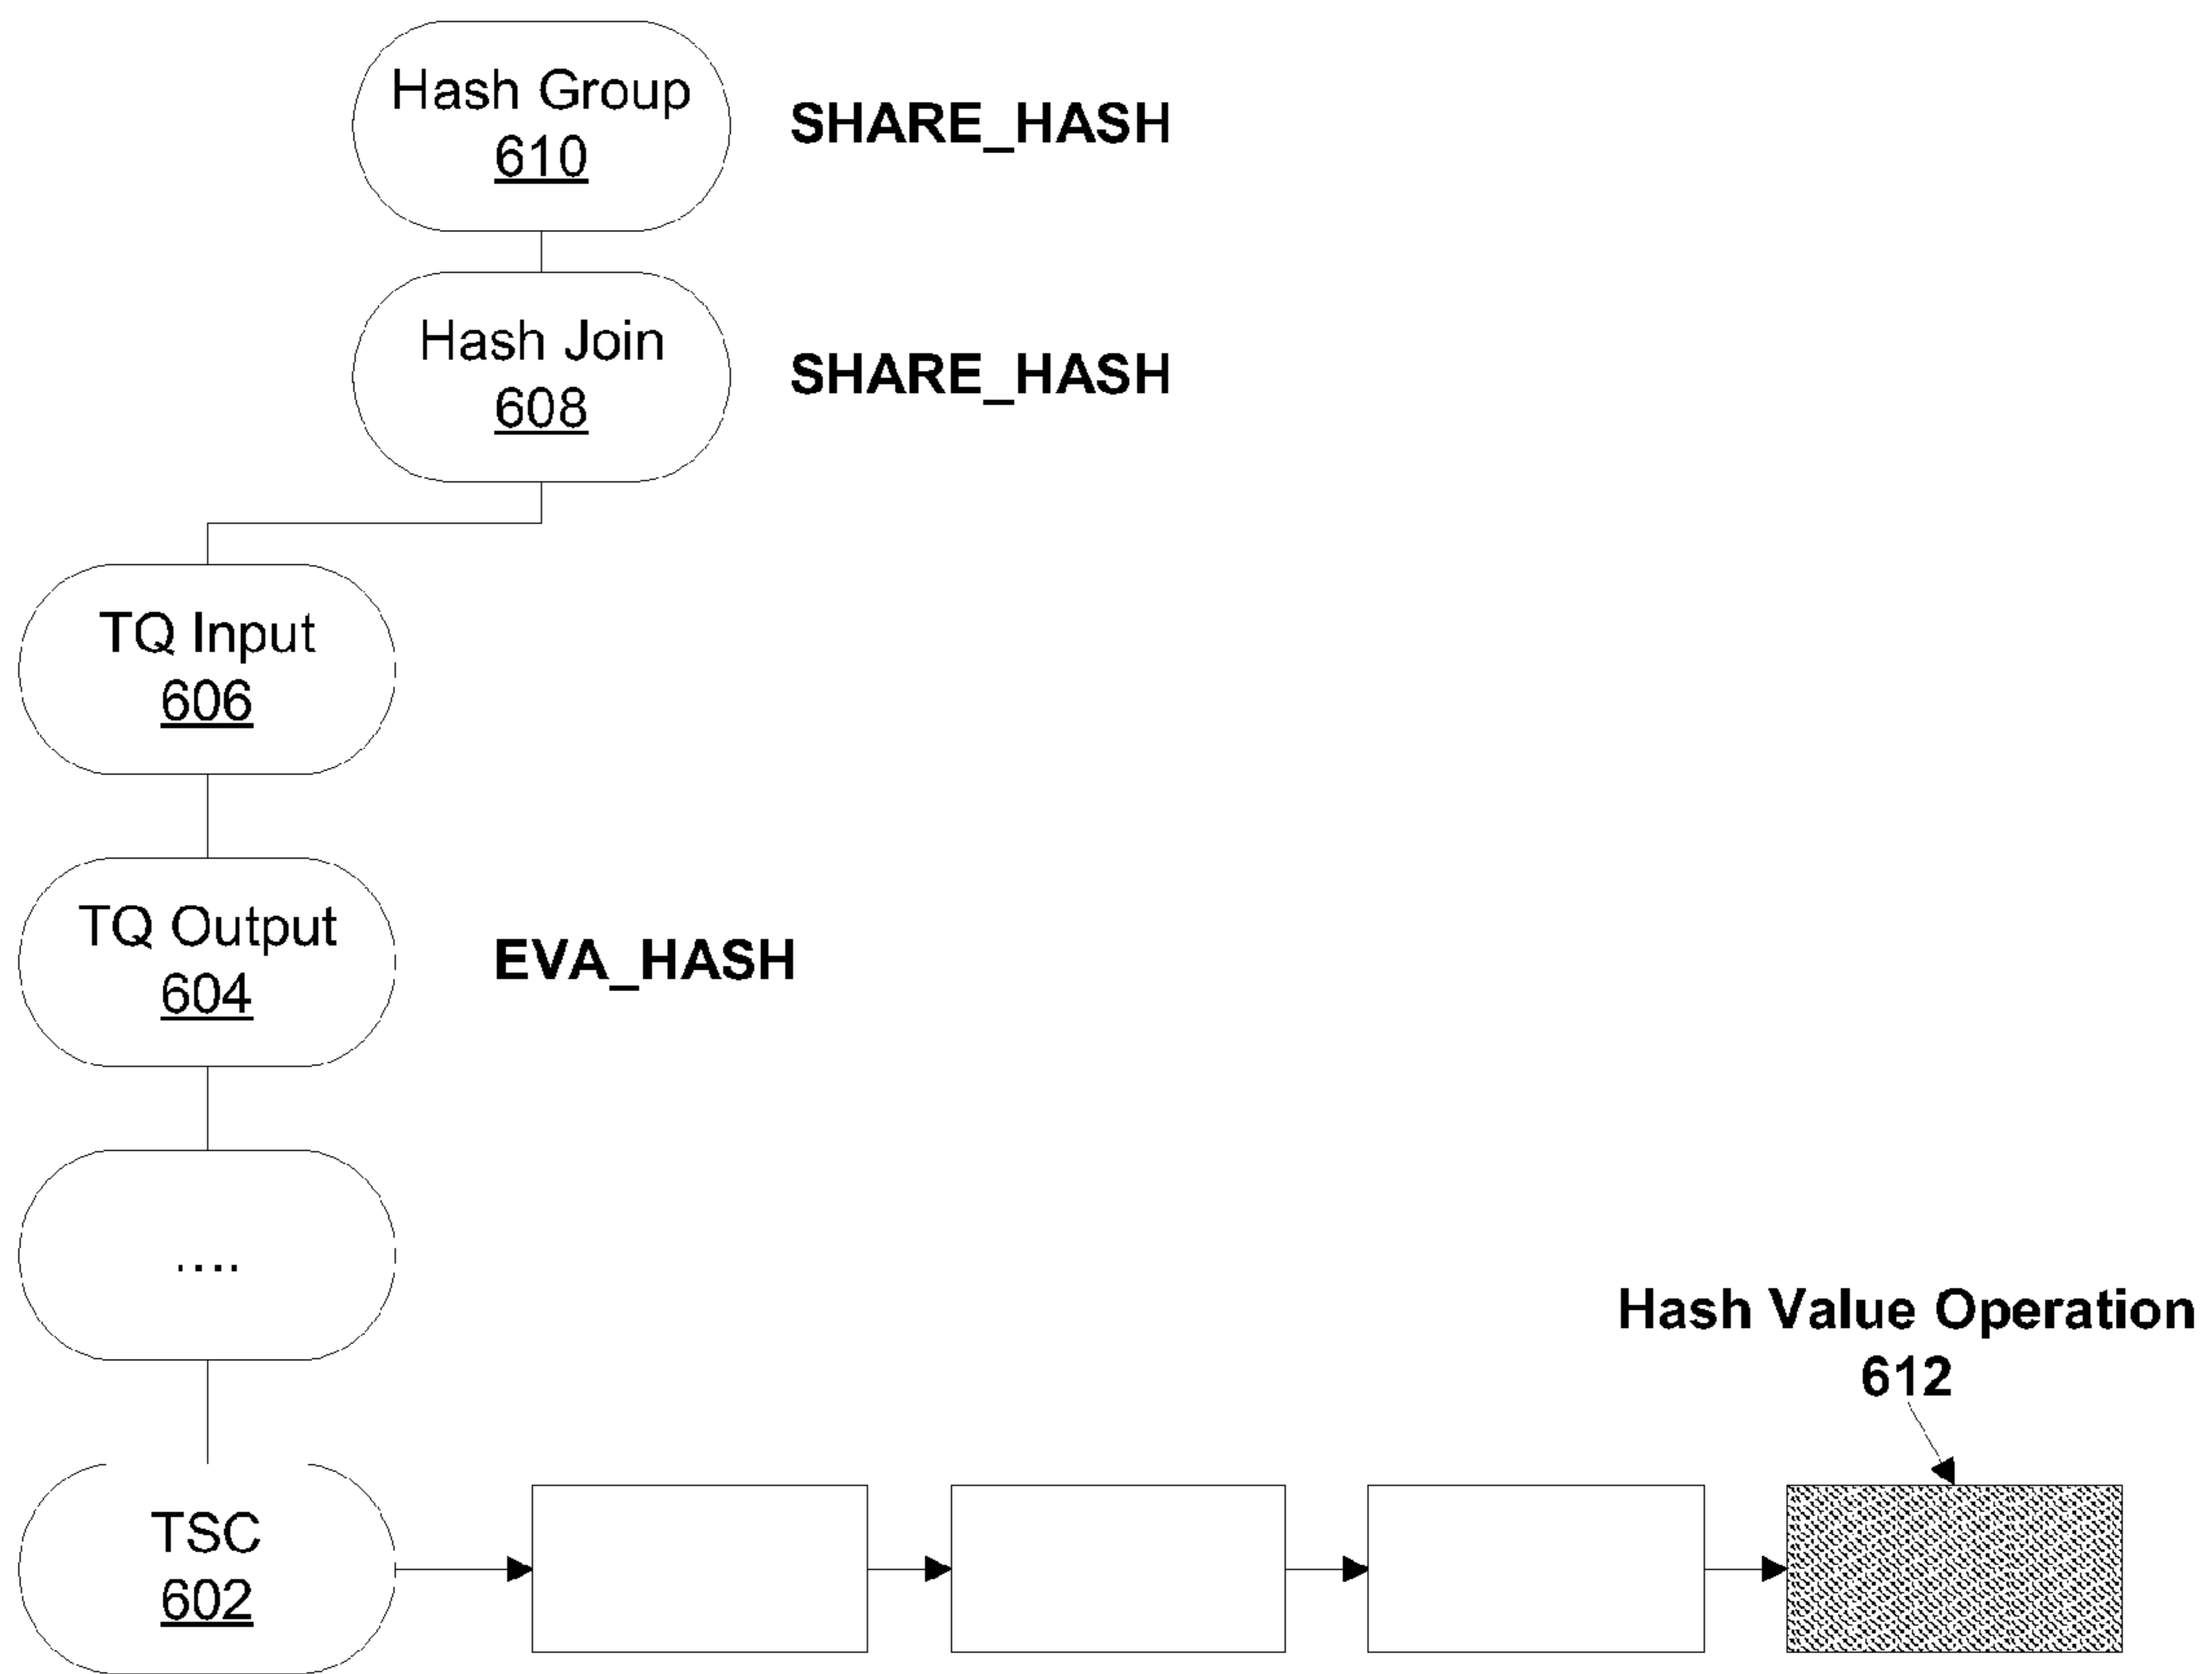 Hash Group
610
SHARE_HASH
Hash Join
608
SHARE_HASH
TQ Input
606
TQ Output
604
EVA_HASH
....
Hash Value Operation
612
TSC
602